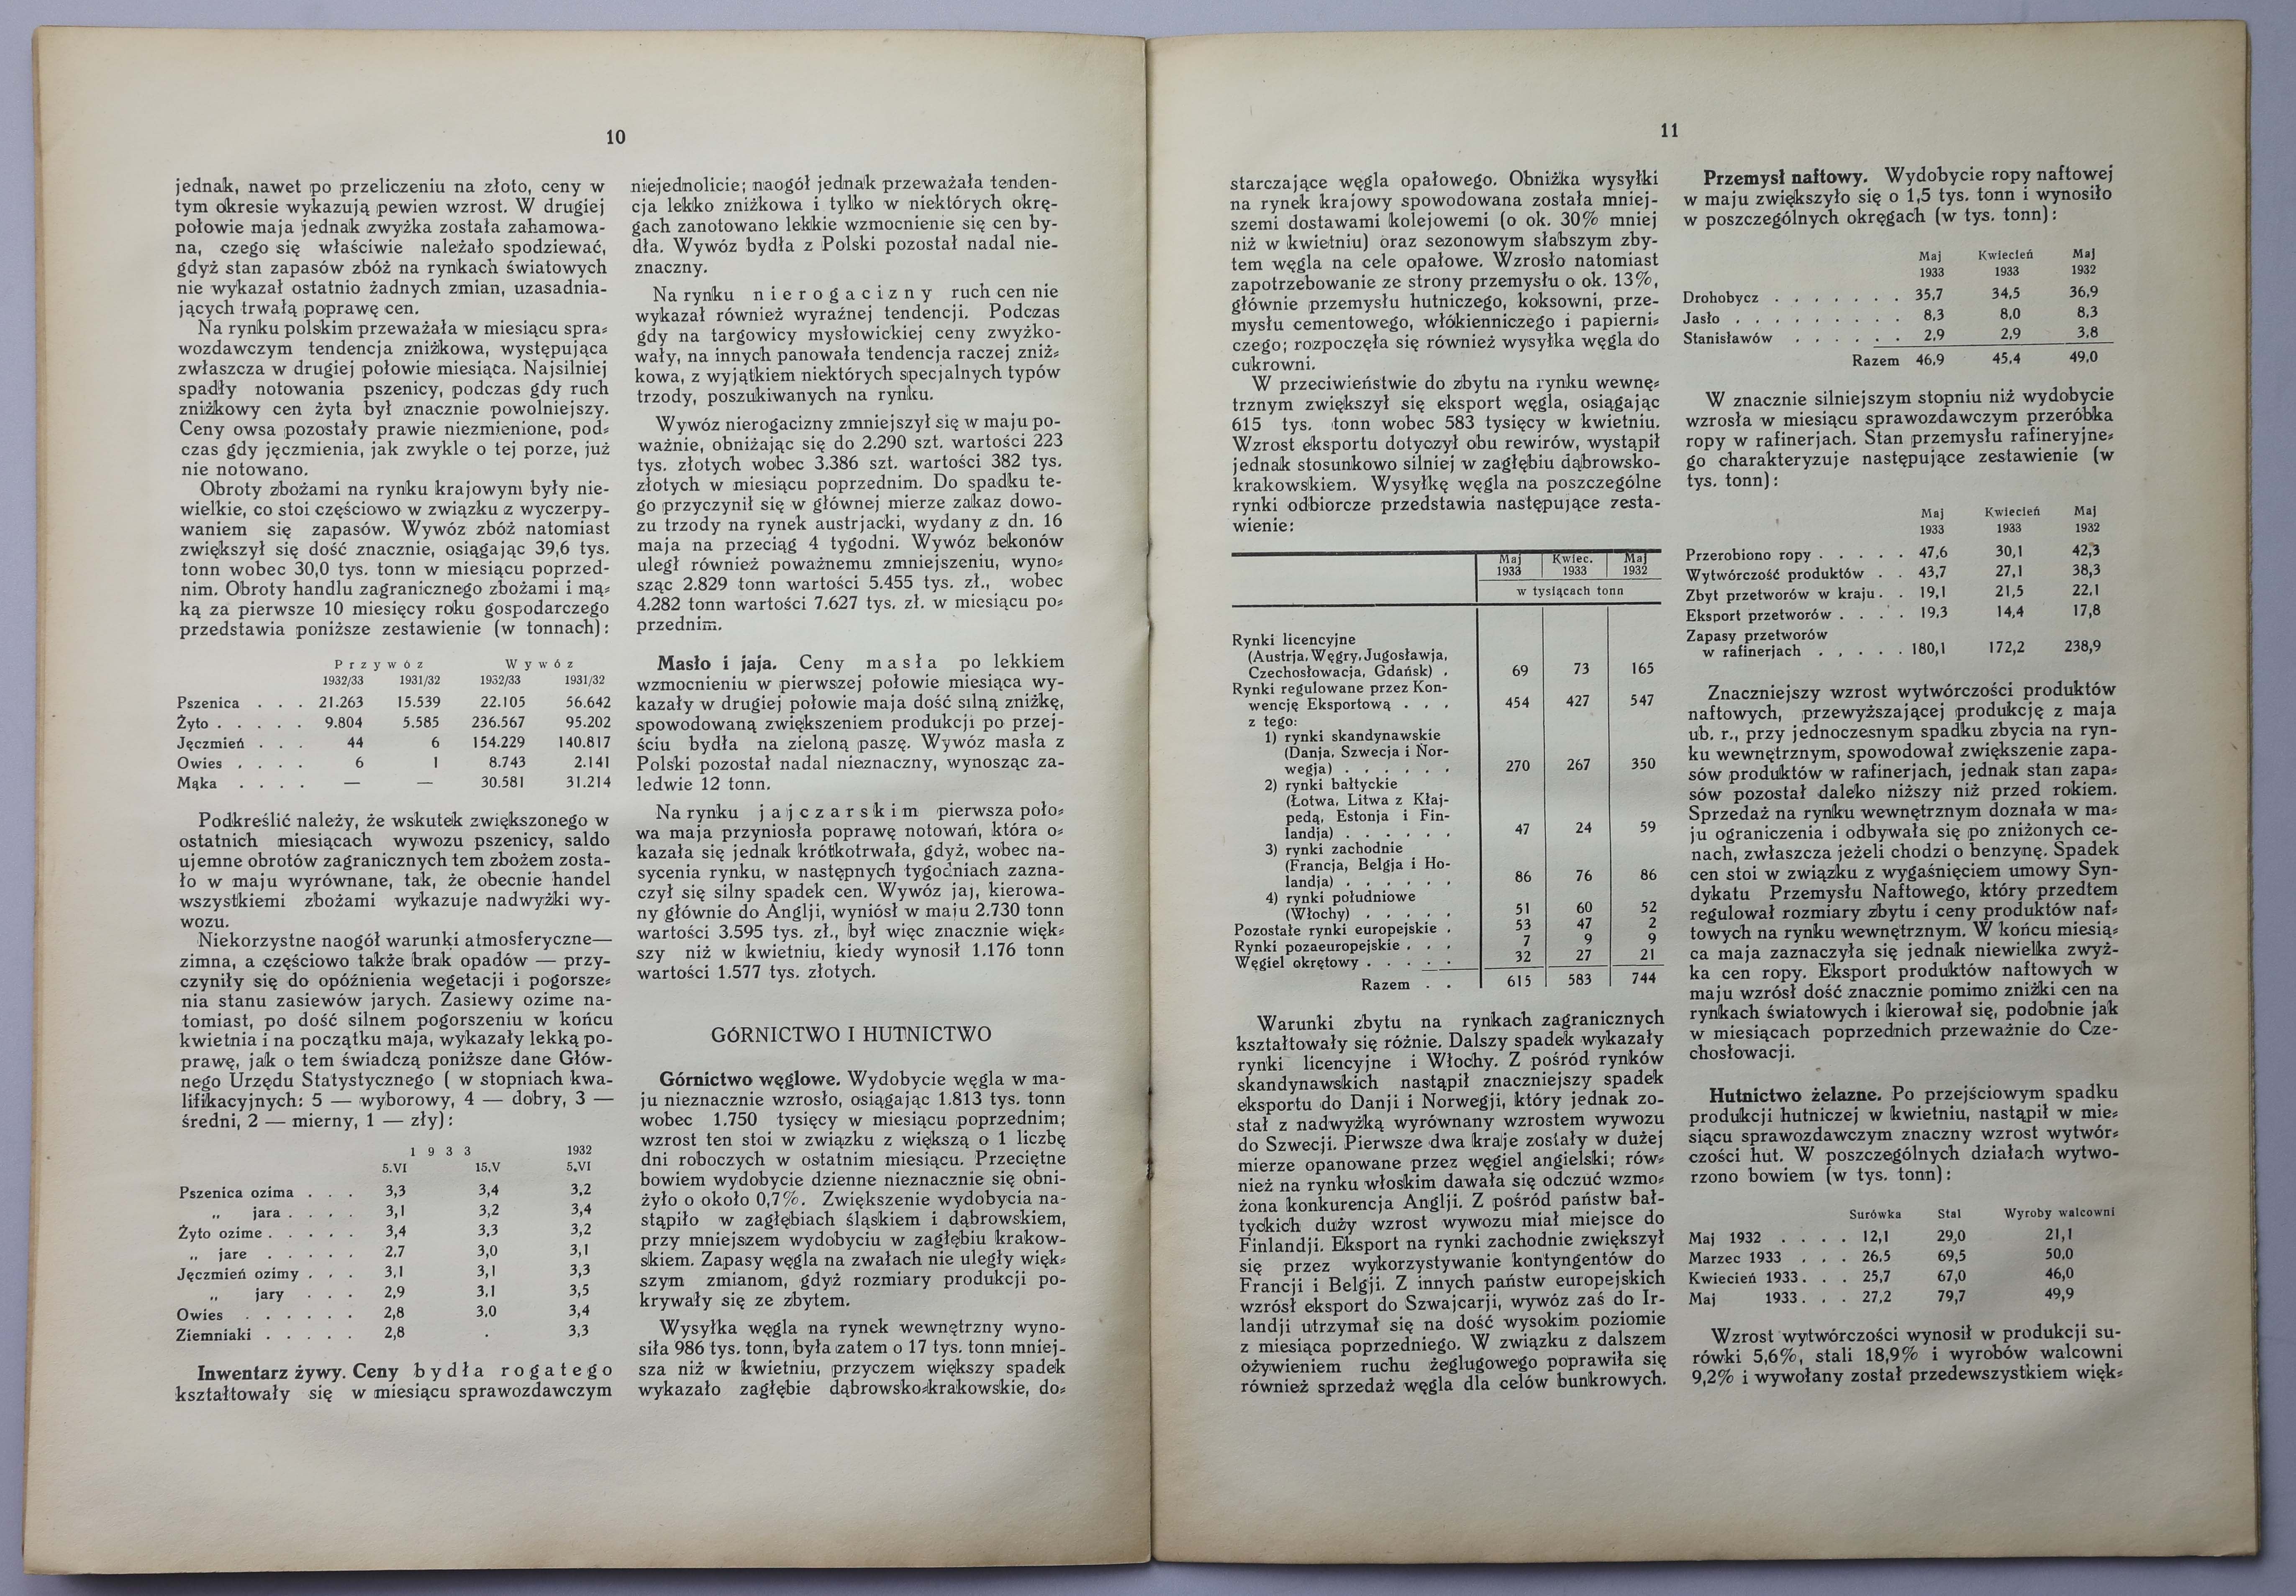 10
jednak, nawet po przeliczeniu na złoto, ceny w
tym okresie wykazują pewien wzrost. W drugiej
połowie maja jednak zwyżka została zahamowa-
na, czego się właściwie należało spodziewać,
gdyż stan zapasów zbóż na rynkach światowych
nie wykazał ostatnio żadnych zmian, uzasadnia-
jących trwałą poprawę cen.
Na rynku polskim przeważała w miesiącu spra-
wozdawczym tendencja zniżkowa, występująca
zwłaszcza w drugiej połowie miesiąca. Najsilniej
spadły notowania pszenicy, podczas gdy ruch
zniżkowy cen żyta był znacznie powolniejszy.
Ceny owsa pozostały prawie niezmienione, pod-
czas gdy jęczmienia, jak zwykle o tej porze, już
nie notowano.
Obroty zbożami na rynku krajowym były nie-
wielkie, co stoi częściowo w związku z wyczerpy-
waniem się zapasów. Wywóz zbóż natomiast
zwiększył się dość znacznie, osiągając 39,6 tys.
tonn wobec 30,0 tys. tonn w miesiącu poprzed-
nim. Obroty handlu zagranicznego zbożami i mą-
ką za pierwsze 10 miesięcy roku gospodarczego
przedstawia poniższe zestawienie (w tonnach):
Przywóz Wywóz
1932/33 1931/32 1932/33 1931/32
Pszenica . . . 21.263 15.539 22.105 56.642
Żyto . . . . . 9.804 5.585 236.567 95.202
Jęczmień . . . 44 6 154.229 140.817
Owies . . . . 6 1 8.743 2.141
Mąka . . . . — — 30.581 31.214
Podkreślić należy, że wskutek zwiększonego w
ostatnich miesiącach wywozu pszenicy, saldo
ujemne obrotów zagranicznych tem zbożem zosta-
ło w maju wyrównane, tak, że obecnie handel
wszystkiemi zbożami wykazuje nadwyżki wy-
wozu.
Niekorzystne naogół warunki atmosferyczne—
zimna, a częściowo także brak opadów — przy-
czyniły się do opóźnienia wegetacji i pogorsze-
nia stanu zasiewów jarych. Zasiewy ozime na-
tomiast, po dość silnem pogorszeniu w końcu
kwietnia i na początku maja, wykazały lekką po-
prawę, jak o tem świadczą poniższe dane Głów-
nego Urzędu Statystycznego ( w stopniach kwa-
lifikacyjnych: 5 — wyborowy, 4 — dobry, 3 —
średni, 2 — mierny, 1 — zły):
1933 1932
5.VI 15.V 5.VI
Pszenica ozima . . . 3,3 3,4 3,2
„ jara . . . . 3,1 3,2 3,4
Żyto ozime . . . . . 3,4 3,3 3,2
„ jare . . . . . 2,7 3,0 3,1
Jęczmień ozimy . . . 3,1 3,1 3,3
„ jary . . . 2,9 3,1 3,5
Owies . . . . . . 2,8 3,0 3,4
Ziemniaki . . . . . 2,8 . 3,3
Inwentarz żywy. Ceny bydła rogatego
kształtowały się w miesiącu sprawozdawczym
niejednolicie; naogół jednak przeważała tenden-
cja lekko zniżkowa i tylko w niektórych okrę-
gach zanotowano lekkie wzmocnienie się cen by-
dła. Wywóz bydła z Polski pozostał nadal nie-
znaczny.
Na rynku nierogacizny ruch cen nie
wykazał również wyraźnej tendencji. Podczas
gdy na targowicy mysłowickiej ceny zwyżko-
wały, na innych panowała tendencja raczej zniż-
kowa, z wyjątkiem niektórych specjalnych typów
trzody, poszukiwanych na rynku.
Wywóz nierogacizny zmniejszył się w maju po-
ważnie, obniżając się do 2.290 szt. wartości 223
tys. złotych wobec 3.386 szt. wartości 382 tys.
złotych w miesiącu poprzednim. Do spadku te-
go przyczynił się w głównej mierze zakaz dowo-
zu trzody na rynek austrjacki, wydany z dn. 16
maja na przeciąg 4 tygodni. Wywóz bekonów
uległ również poważnemu zmniejszeniu, wyno-
sząc 2.829 tonn wartości 5.455 tys. zł., wobec
4.282 tonn wartości 7.627 tys. zł. w miesiącu po-
przednim.
Masło i jaja. Ceny masła po lekkiem
wzmocnieniu w pierwszej połowie miesiąca wy-
kazały w drugiej połowie maja dość silną zniżkę,
spowodowaną zwiększeniem produkcji po przej-
ściu bydła na zieloną paszę. Wywóz masła z
Polski pozostał nadal nieznaczny, wynosząc za-
ledwie 12 tonn.
Na rynku jajczarskim pierwsza poło-
wa maja przyniosła poprawę notowań, która o-
kazała się jednak krótkotrwała, gdyż, wobec na-
sycenia rynku, w następnych tygodniach zazna-
czył się silny spadek cen. Wywóz jaj, kierowa-
ny głównie do Anglji, wyniósł w maju 2.730 tonn
wartości 3.595 tys. zł., był więc znacznie więk-
szy niż w kwietniu, kiedy wynosił 1.176 tonn
wartości 1.577 tys. złotych.
GÓRNICTWO I HUTNICTWO
Górnictwo węglowe. Wydobycie węgla w ma-
ju nieznacznie wzrosło, osiągając 1.813 tys. tonn
wobec 1.750 tysięcy w miesiącu poprzednim;
wzrost ten stoi w związku z większą o 1 liczbę
dni roboczych w ostatnim miesiącu. Przeciętne
bowiem wydobycie dzienne nieznacznie się obni-
żyło o około 0,7%. Zwiększenie wydobycia na-
stąpiło w zagłębiach śląskiem i dąbrowskiem,
przy mniejszem wydobyciu w zagłębiu krakow-
skiem. Zapasy węgla na zwałach nie uległy więk-
szym zmianom, gdyż rozmiary produkcji po-
krywały się ze zbytem.
Wysyłka węgla na rynek wewnętrzny wyno-
siła 986 tys. tonn, była zatem o 17 tys. tonn mniej-
sza niż w kwietniu, przyczem większy spadek
wykazało zagłębie dąbrowsko-krakowskie, do-
11
starczające węgla opałowego. Obniżka wysyłki
na rynek krajowy spowodowana została mniej-
szemi dostawami kolejowemi (o ok. 30% mniej
niż w kwietniu) oraz sezonowym słabszym zby-
tem węgla na cele opałowe. Wzrosło natomiast
zapotrzebowanie ze strony przemysłu o ok. 13%,
głównie przemysłu hutniczego, koksowni, prze-
mysłu cementowego, włókienniczego i papierni-
czego; rozpoczęła się również wysyłka węgla do
cukrowni.
W przeciwieństwie do zbytu na rynku wewnę-
trznym zwiększył się eksport węgla, osiągając
615 tys. tonn wobec 583 tysięcy w kwietniu.
Wzrost eksportu dotyczył obu rewirów, wystąpił
jednak stosunkowo silniej w zagłębiu dąbrowsko-
krakowskiem. Wysyłkę węgla na poszczególne
rynki odbiorcze przedstawia następujące zesta-
wienie:
Maj Kwiec. Maj
1933 1933 1932
w tysiącach tonn
Rynki licencyjne
(Austrja, Węgry, Jugosławja,
Czechosłowacja, Gdańsk) . 69 73 165
Rynki regulowane przez Kon-
wencję Eksportową . . . 454 427 547
z tego:
1) rynki skandynawskie
(Danja, Szwecja i Nor-
wegja) . . . . . . 270 267 350
2) rynki bałtyckie
(Łotwa, Litwa z Kłaj-
pedą, Estonja i Fin-
landja) . . . . . . 47 24 59
3) rynki zachodnie
(Francja, Belgja i Ho-
landja) . . . . . . 86 76 86
4) rynki południowe
(Włochy) . . . . . 51 60 52
Pozostałe rynki europejskie . 53 47 2
Rynki pozaeuropejskie . . . 7 9 9
Węgiel okrętowy . . . . . 32 27 21
Razem . . 615 583 744
Warunki zbytu na rynkach zagranicznych
kształtowały się różnie. Dalszy spadek wykazały
rynki licencyjne i Włochy. Z pośród rynków
skandynawskich nastąpił znaczniejszy spadek
eksportu do Danji i Norwegji, który jednak zo-
stał z nadwyżką wyrównany wzrostem wywozu
do Szwecji. Pierwsze dwa kraje zostały w dużej
mierze opanowane przez węgiel angielski; rów-
nież na rynku włoskim dawała się odczuć wzmo-
żona konkurencja Anglji. Z pośród państw bał-
tyckich duży wzrost wywozu miał miejsce do
Finlandji. Eksport na rynki zachodnie zwiększył
się przez wykorzystywanie kontyngentów do
Francji i Belgji. Z innych państw europejskich
wzrósł eksport do Szwajcarji, wywóz zaś do Ir-
landji utrzymał się na dość wysokim poziomie
z miesiąca poprzedniego. W związku z dalszem
ożywieniem ruchu żeglugowego poprawiła się
również sprzedaż węgla dla celów bunkrowych.
Przemysł naftowy. Wydobycie ropy naftowej
w maju zwiększyło się o 1,5 tys. tonn i wynosiło
w poszczególnych okręgach (w tys. tonn):
Maj Kwiecień Maj
1933 1933 1932
Drohobycz . . . . . . . 35,7 34,5 36,9
Jasło . . . . . . . . . 8,3 8,0 8,3
Stanisławów . . . . . . 2,9 2,9 3,8
Razem 46,9 45,4 49,0
W znacznie silniejszym stopniu niż wydobycie
wzrosła w miesiącu sprawozdawczym przeróbka
ropy w rafinerjach. Stan przemysłu rafineryjne-
go charakteryzuje następujące zestawienie (w
tys. tonn):
Maj Kwiecień Maj
1933 1933 1932
Przerobiono ropy . . . . . 47,6 30,1 42,3
Wytwórczość produktów . . 43,7 27,1 38,3
Zbyt przetworów w kraju . . 19,1 21,5 22,1
Eksport przetworów . . . . 19,3 14,4 17,8
Zapasy przetworów
w rafinerjach . . . . . 180,1 172,2 238,9
Znaczniejszy wzrost wytwórczości produktów
naftowych, przewyższającej produkcję z maja
ub. r., przy jednoczesnym spadku zbycia na ryn-
ku wewnętrznym, spowodował zwiększenie zapa-
sów produktów w rafinerjach, jednak stan zapa-
sów pozostał daleko niższy niż przed rokiem.
Sprzedaż na rynku wewnętrznym doznała w ma-
ju ograniczenia i odbywała się po zniżonych ce-
nach, zwłaszcza jeżeli chodzi o benzynę. Spadek
cen stoi w związku z wygaśnięciem umowy Syn-
dykatu Przemysłu Naftowego, który przedtem
regulował rozmiary zbytu i ceny produktów naf-
towych na rynku wewnętrznym. W końcu miesią-
ca maja zaznaczyła się jednak niewielka zwyż-
ka cen ropy. Eksport produktów naftowych w
maju wzrósł dość znacznie pomimo zniżki cen na
rynkach światowych i kierował się, podobnie jak
w miesiącach poprzednich przeważnie do Cze-
chosłowacji.
Hutnictwo żelazne. Po przejściowym spadku
produkcji hutniczej w kwietniu, nastąpił w mie-
siącu sprawozdawczym znaczny wzrost wytwór-
czości hut. W poszczególnych działach wytwo-
rzono bowiem (w tys. tonn):
Surówka Stal Wyroby walcowni
Maj 1932 . . . . 12,1 29,0 21,1
Marzec 1933 . . . 26,5 69,5 50,0
Kwiecień 1933 . . . 25,7 67,0 46,0
Maj 1933 . . . 27,2 79,7 49,9
Wzrost wytwórczości wynosił w produkcji su-
rówki 5,6%, stali 18,9% i wyrobów walcowni
9,2% i wywołany został przedewszystkiem więk-